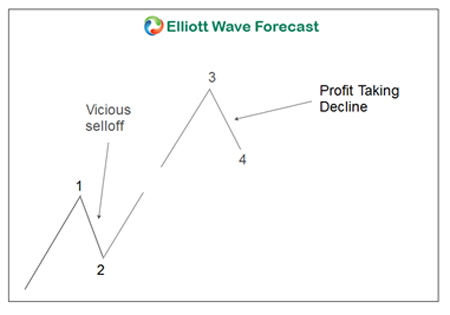 Elliott Wave Forecast
3
Profit Taking
Decline
Vicious
selloff
4
1
2